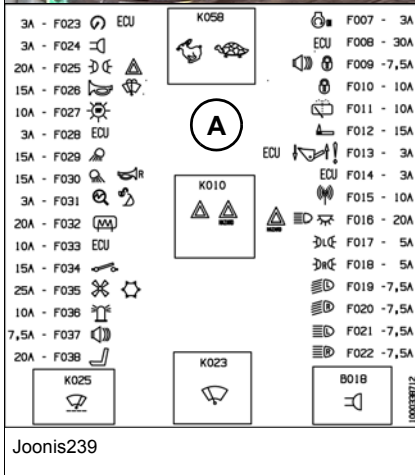 3A - F023 ECU
3A - F024
20A - F025
15A - F026
10A - F027
3A - F028 ECU
15A - F029
15A - F030 R
3A - F031
20A - F032
10A - F033 ECU
15A - F034
25A - F035
10A - F036
7,5A - F037
20A - F038
K058
A
K010
K025
K023
B018
F007 - 3A
ECU F008 - 30A
F009 -7,5A
F010 - 10A
F011 - 10A
F012 - 15A
ECU F013 - 3A
ECU F014 - 3A
F015 - 10A
F016 - 20A
F017 - 5A
F018 - 5A
F019 -7,5A
F020 -7,5A
F021 -7,5A
F022 -7,5A
1000338712
Joonis239